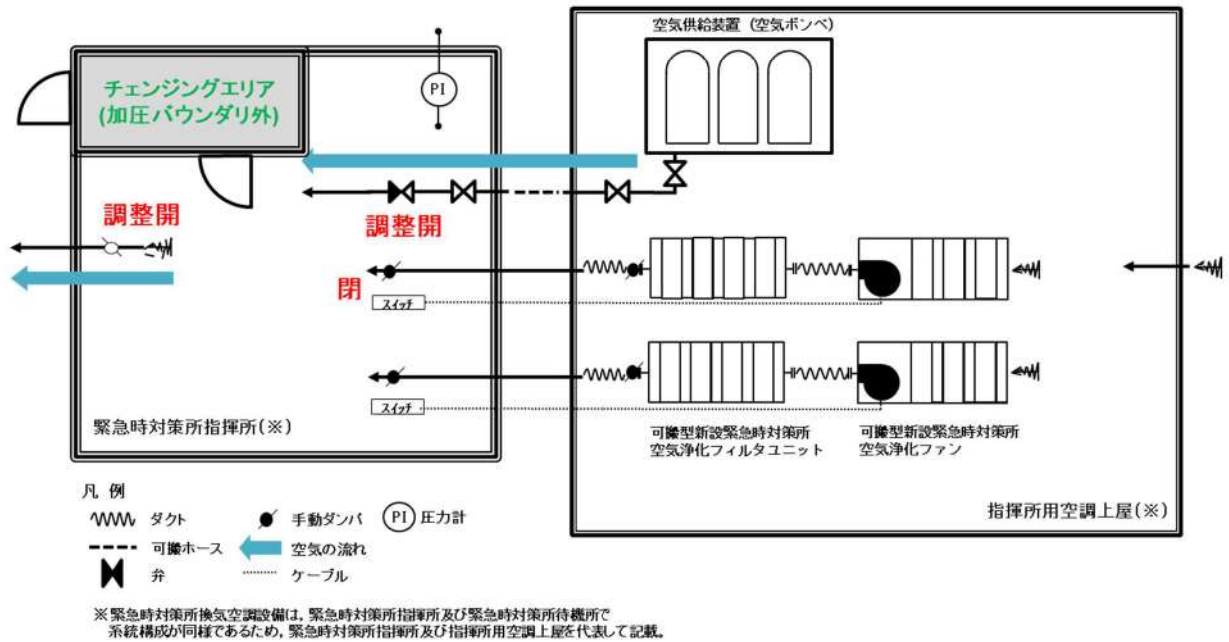 空気供給装置（空気ボンベ）
チェンジングエリア
(加圧バウンダリ外)
PI
調整開
調整開
閉
スイッチ
スイッチ
緊急時対策所指揮所(※)
可搬型新設緊急時対策所
空気浄化フィルタユニット
可搬型新設緊急時対策所
空気浄化ファン
指揮所用空調上屋(※)
凡 例
ダクト
手動ダンパ
PI
圧力計
可搬ホース
空気の流れ
弁
ケーブル
※ 緊急時対策所換気空調設備は，緊急時対策所指揮所及び緊急時対策所待機所で
系統構成が同様であるため，緊急時対策所指揮所及び指揮所用空調上屋を代表して記載。